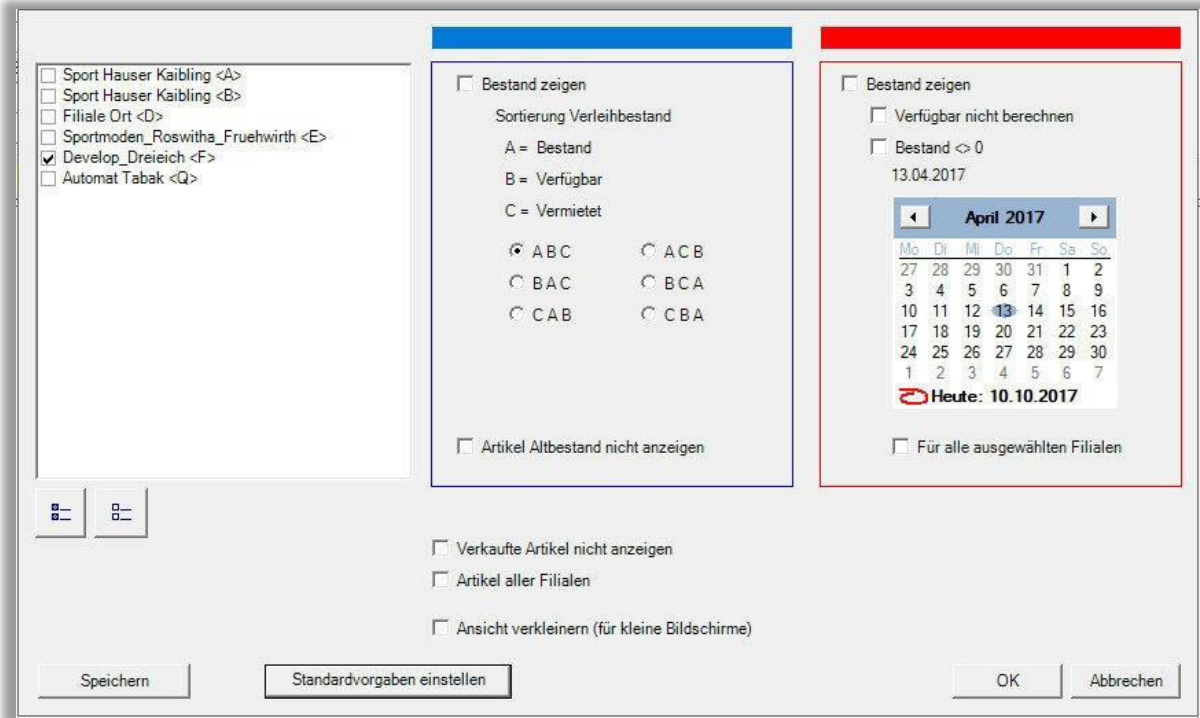 Sport Hauser Kaibling <A>
Sport Hauser Kaibling <B>
Filiale Ort <D>
Sportmoden_Roswitha_Fruehwirth <E>
Develop_Dreieich <F>
Automat Tabak <Q>
Bestand zeigen
Sortierung Verleihbestand
A = Bestand
B = Verfügbar
C = Vermietet
A B C A C B
B A C B C A
C A B C B A
Artikel Altbestand nicht anzeigen
Bestand zeigen
Verfügbar nicht berechnen
Bestand <> 0
13.04.2017
April 2017
Mo Di Mi Do Fr Sa So
27 28 29 30 31 1 2
3 4 5 6 7 8 9
10 11 12 13 14 15 16
17 18 19 20 21 22 23
24 25 26 27 28 29 30
1 2 3 4 5 6 7
Heute: 10.10.2017
Für alle ausgewählten Filialen
Verkaufte Artikel nicht anzeigen
Artikel aller Filialen
Ansicht verkleinern (für kleine Bildschirme)
Speichern Standardvorgaben einstellen OK Abbrechen